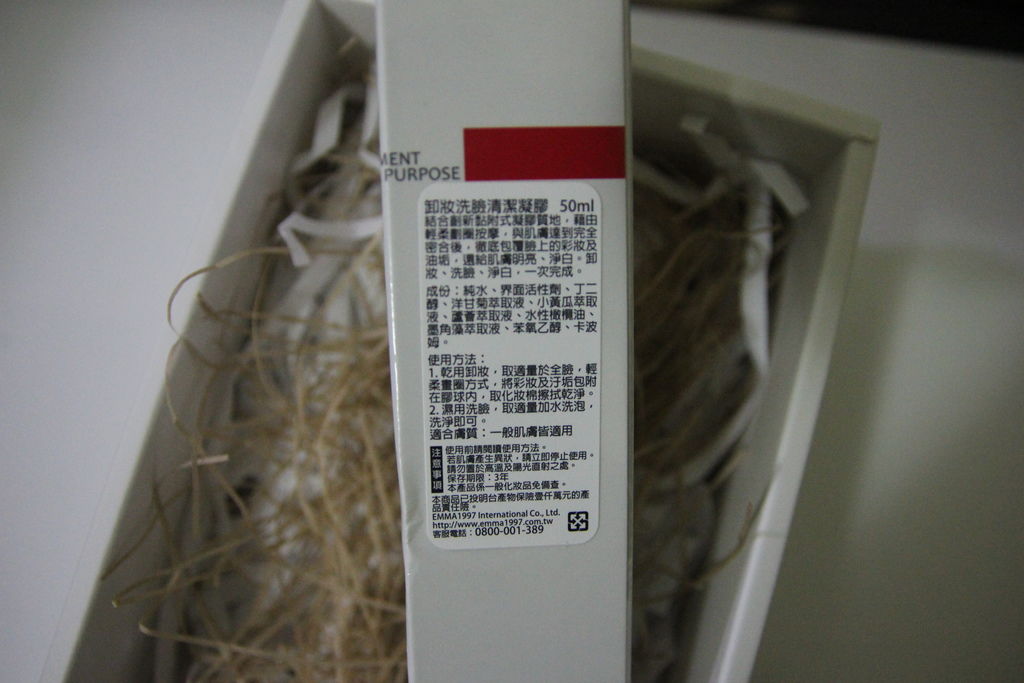 MENT
PURPOSE
卸妝洗臉清潔凝膠 50ml
結合創新黏附式凝膠質地，藉由
輕柔劃圈按摩，與肌膚達到完全
密合後，徹底包覆臉上的彩妝及
油垢，還給肌膚明亮、淨白。卸
妝、洗臉、淨白，一次完成。
成份：純水、界面活性劑、丁二
醇、洋甘菊萃取液、小黃瓜萃取
液、蘆薈萃取液、水性橄欖油、
墨角藻萃取液、苯氧乙醇、卡波
姆。
使用方法：
1. 乾用卸妝，取適量於全臉，輕
柔畫圈方式，將彩妝及汙垢包附
在膠球內，取化妝棉擦拭乾淨。
2. 濕用洗臉，取適量加水洗泡，
洗淨即可。
適合膚質：一般肌膚皆適用
注意事項
使用前請閱讀使用方法。
若肌膚產生異狀，請立即停止使用。
請勿置於高溫及陽光直射之處。
保存期限：3年
本產品係一般化妝品免備查。
本商品已投明台產物保險壹仟萬元的產
品責任險。
EMMA1997 International Co., Ltd.
http://www.emma1997.com.tw
客服電話：0800-001-389